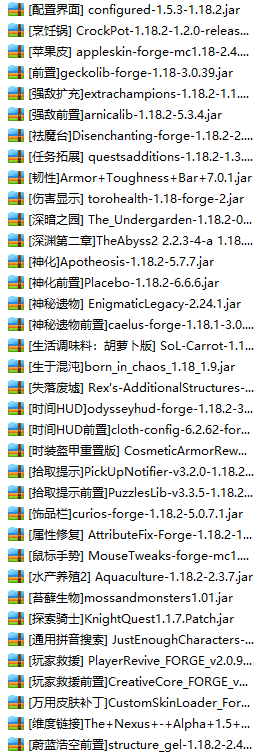 [配置界面] configured-1.5.3-1.18.2.jar
[烹饪锅] CrockPot-1.18.2-1.2.0-releas...
[苹果皮] appleskin-forge-mc1.18-2.4....
[前置]geckolib-forge-1.18-3.0.39.jar
[强敌扩充]extrachampions-1.18.2-1.1....
[强敌前置]arnicalib-1.18.2-5.3.4.jar
[祛魔台]Disenchanting-forge-1.18.2-2....
[任务拓展] questsadditions-1.18.2-1.3....
[韧性]Armor+Toughness+Bar+7.0.1.jar
[伤害显示] torohealth-1.18-forge-2.jar
[深暗之园] The_Undergarden-1.18.2-0...
[深渊第二章]TheAbyss2 2.2.3-4-a 1.18....
[神化]Apotheosis-1.18.2-5.7.7.jar
[神化前置]Placebo-1.18.2-6.6.6.jar
[神秘遗物] EnigmaticLegacy-2.24.1.jar
[神秘遗物前置]caelus-forge-1.18.1-3.0....
[生活调味料：胡萝卜版] SoL-Carrot-1.1...
[生于混沌]born_in_chaos_1.18_1.9.jar
[失落废墟] Rex's-AdditionalStructures-...
[时间HUD]odysseyhud-forge-1.18.2-3...
[时间HUD前置]cloth-config-6.2.62-for...
[时装盔甲重置版] CosmeticArmorRew...
[拾取提示]PickUpNotifier-v3.2.0-1.18.2...
[拾取提示前置]PuzzlesLib-v3.3.5-1.18.2...
[饰品栏]curios-forge-1.18.2-5.0.7.1.jar
[属性修复] AttributeFix-Forge-1.18.2-1...
[鼠标手势] MouseTweaks-forge-mc1....
[水产养殖2] Aquaculture-1.18.2-2.3.7.jar
[苔藓生物]mossandmonsters1.01.jar
[探索骑士]KnightQuest1.1.7.Patch.jar
[通用拼音搜索] JustEnoughCharacters-...
[玩家救援] PlayerRevive_FORGE_v2.0.9...
[玩家救援前置]CreativeCore_FORGE_v...
[万用皮肤补丁]CustomSkinLoader_For...
[维度链接]The+Nexus+-+Alpha+1.5+...
[蔚蓝浩空前置]structure_gel-1.18.2-2.4...